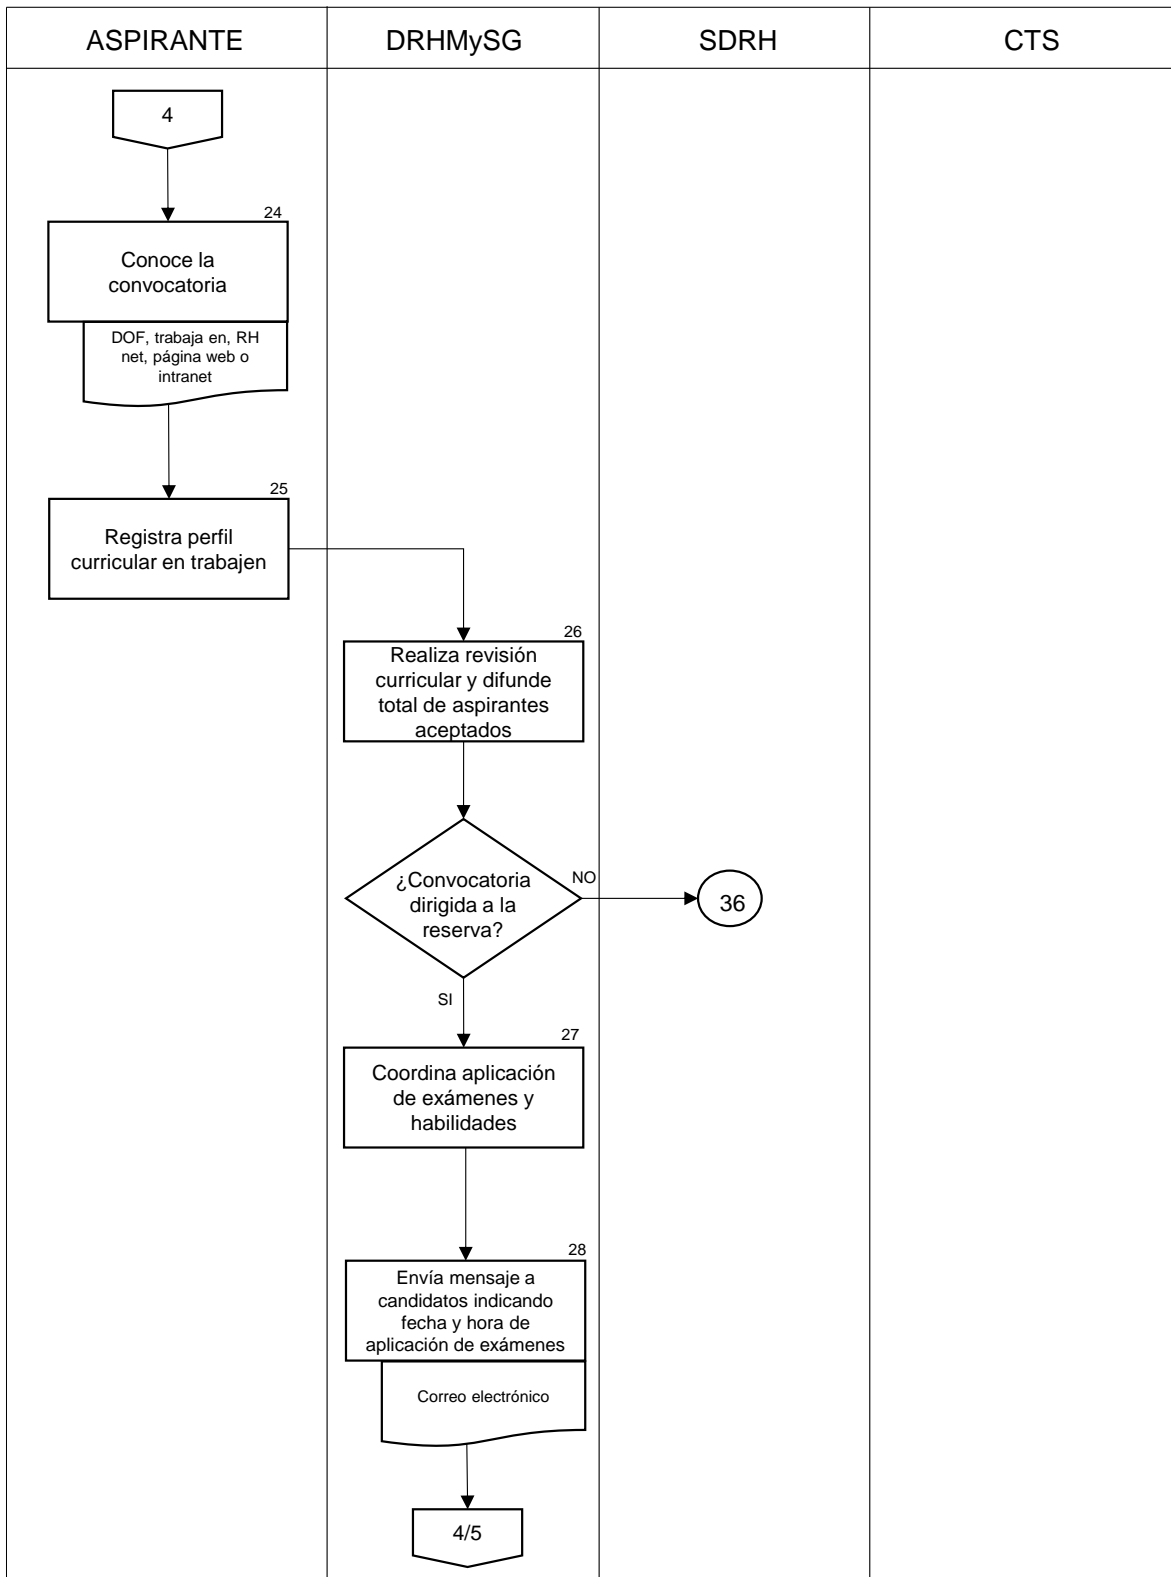 ASPIRANTE
DRHMySG
SDRH
CTS
4
24
Conoce la
convocatoria
DOF, trabaja en, RH
net, página web o
intranet
25
Registra perfil
curricular en trabajen
26
Realiza revisión
curricular y difunde
total de aspirantes
aceptados
¿Convocatoria
dirigida a la
reserva?
NO
36
SI
27
Coordina aplicación
de exámenes y
habilidades
28
Envía mensaje a
candidatos indicando
fecha y hora de
aplicación de exámenes
Correo electrónico
4/5